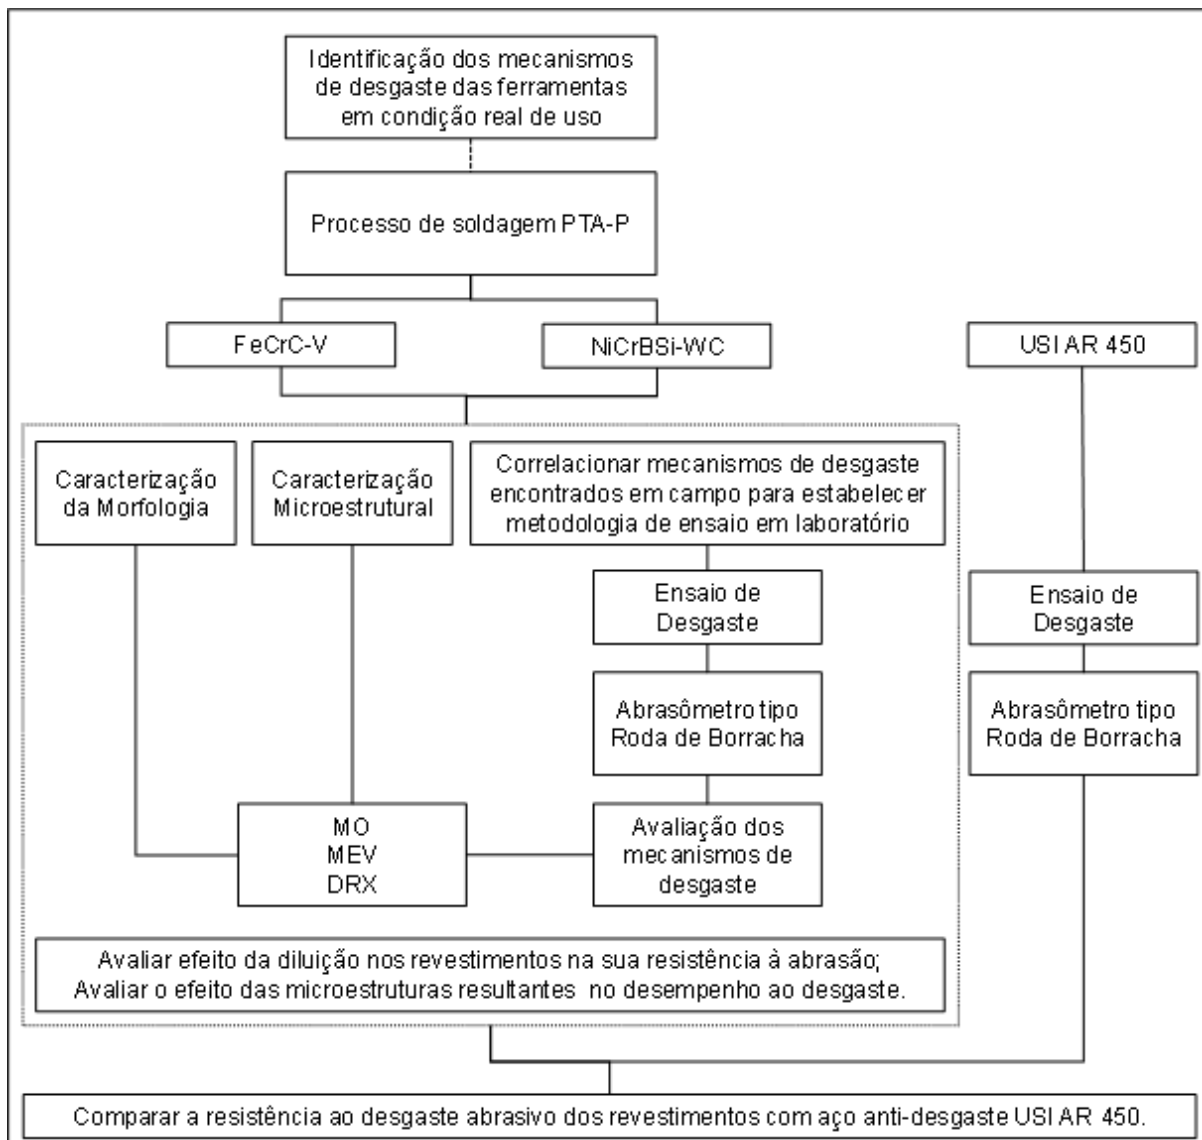 Identificação dos mecanismos
de desgaste das ferramentas
em condição real de uso
Processo de soldagem PTA-P
FeCrC-V
NiCrBSi-WC
USI AR 450
Caracterização
da Morfologia
Caracterização
Microestrutural
Correlacionar mecanismos de desgaste
encontrados em campo para estabelecer
metodologia de ensaio em laboratório
Ensaio de
Desgaste
Ensaio de
Desgaste
Abrasômetro tipo
Roda de Borracha
Abrasômetro tipo
Roda de Borracha
MO
MEV
DRX
Avaliação dos
mecanismos de
desgaste
Avaliar efeito da diluição nos revestimentos na sua resistência à abrasão;
Avaliar o efeito das microestruturas resultantes no desempenho ao desgaste.
Comparar a resistência ao desgaste abrasivo dos revestimentos com aço anti-desgaste USI AR 450.